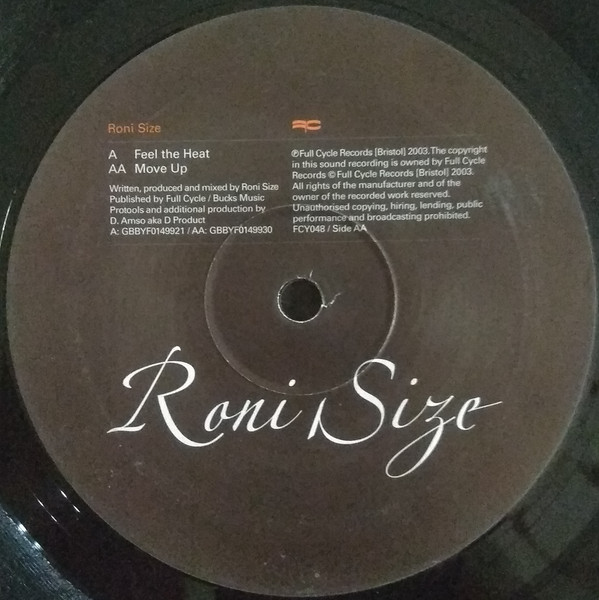 Roni Size
A Feel the Heat
AA Move Up
Written, produced and mixed by Roni Size
Published by Full Cycle / Bucks Music
Protools and additional production by
D. Amso aka D Product
A: GBBYF0149921 / AA: GBBYF0149930
℗Full Cycle Records [Bristol] 2003. The copyright
in this sound recording is owned by Full Cycle
Records © Full Cycle Records [Bristol] 2003.
All rights of the manufacturer and of the
owner of the recorded work reserved.
Unauthorised copying, hiring, lending, public
performance and broadcasting prohibited.
FCY048 / Side AA
Roni Size